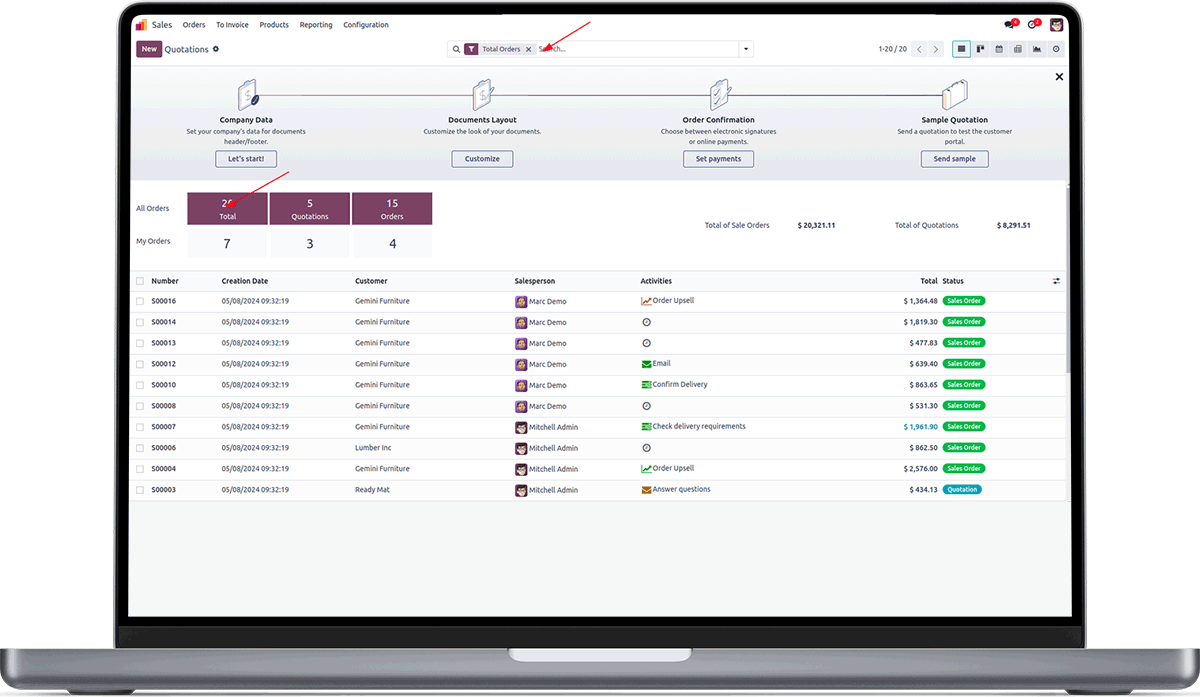 Sales Orders To Invoice Products Reporting Configuration 4 2
New Quotations Total Orders 1-20 / 20
Company Data
Set your company's data for documents
header/footer.
Let's start!
Documents Layout
Customize the look of your documents.
Customize
Order Confirmation
Choose between electronic signatures
or online payments.
Set payments
Sample Quotation
Send a quotation to test the customer
portal.
Send sample
All Orders
20
Total
5
Quotations
15
Orders
My Orders 7 3 4
Total of Sale Orders $ 20,321.11 Total of Quotations $ 8,291.51
Number Creation Date Customer Salesperson Activities Total Status
S00016 05/08/2024 09:32:19 Gemini Furniture Marc Demo Order Upsell $ 1,364.48 Sales Order
S00014 05/08/2024 09:32:19 Gemini Furniture Marc Demo $ 1,819.30 Sales Order
S00013 05/08/2024 09:32:19 Gemini Furniture Marc Demo $ 477.83 Sales Order
S00012 05/08/2024 09:32:19 Gemini Furniture Marc Demo Email $ 639.40 Sales Order
S00010 05/08/2024 09:32:19 Gemini Furniture Marc Demo Confirm Delivery $ 863.65 Sales Order
S00008 05/08/2024 09:32:19 Gemini Furniture Marc Demo $ 531.30 Sales Order
S00007 05/08/2024 09:32:19 Gemini Furniture Mitchell Admin Check delivery requirements $ 1,961.90 Sales Order
S00006 05/08/2024 09:32:19 Lumber Inc Mitchell Admin $ 862.50 Sales Order
S00004 05/08/2024 09:32:19 Gemini Furniture Mitchell Admin Order Upsell $ 2,576.00 Sales Order
S00003 05/08/2024 09:32:19 Ready Mat Mitchell Admin Answer questions $ 434.13 Quotation